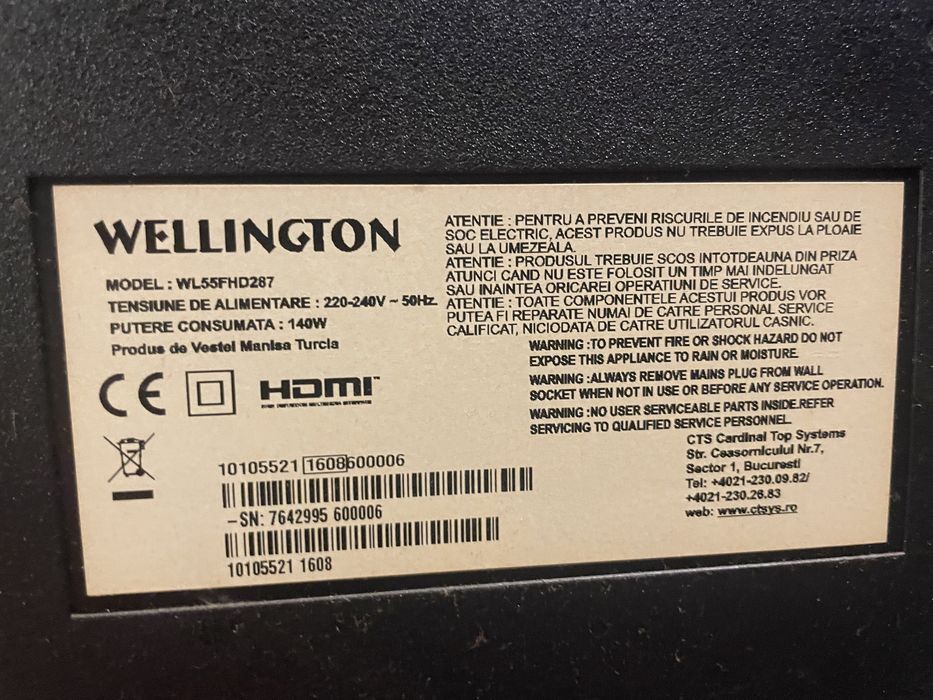 WELLINGTON
MODEL : WL55FHD287
TENSIUNE DE ALIMENTARE : 220-240V ~ 50Hz.
PUTERE CONSUMATA : 140W
Produs de Vestel Manisa Turcia
CE
HDMI™
HIGH DEFINITION MULTIMEDIA INTERFACE
10105521 1608600006
–SN: 7642995 600006
10105521 1608
ATENTIE : PENTRU A PREVENI RISCURILE DE INCENDIU SAU DE
SOC ELECTRIC, ACEST PRODUS NU TREBUIE EXPUS LA PLOAIE
SAU LA UMEZEALA.
ATENTIE : PRODUSUL TREBUIE SCOS INTOTDEAUNA DIN PRIZA
ATUNCI CAND NU ESTE FOLOSIT UN TIMP MAI INDELUNGAT
SAU INAINTEA ORICAREI OPERATIUNI DE SERVICE.
ATENTIE : TOATE COMPONENTELE ACESTUI PRODUS VOR
PUTEA FI REPARATE NUMAI DE CATRE PERSONAL SERVICE
CALIFICAT, NICIODATA DE CATRE UTILIZATORUL CASNIC.
WARNING :TO PREVENT FIRE OR SHOCK HAZARD DO NOT
EXPOSE THIS APPLIANCE TO RAIN OR MOISTURE.
WARNING :ALWAYS REMOVE MAINS PLUG FROM WALL
SOCKET WHEN NOT IN USE OR BEFORE ANY SERVICE OPERATION.
WARNING :NO USER SERVICEABLE PARTS INSIDE.REFER
SERVICING TO QUALIFIED SERVICE PERSONNEL.
CTS Cardinal Top Systems
Str. Ceasornicului Nr.7,
Sector 1, Bucuresti
Tel: +4021-230.09.82/
+4021-230.26.83
web: www.ctsys.ro